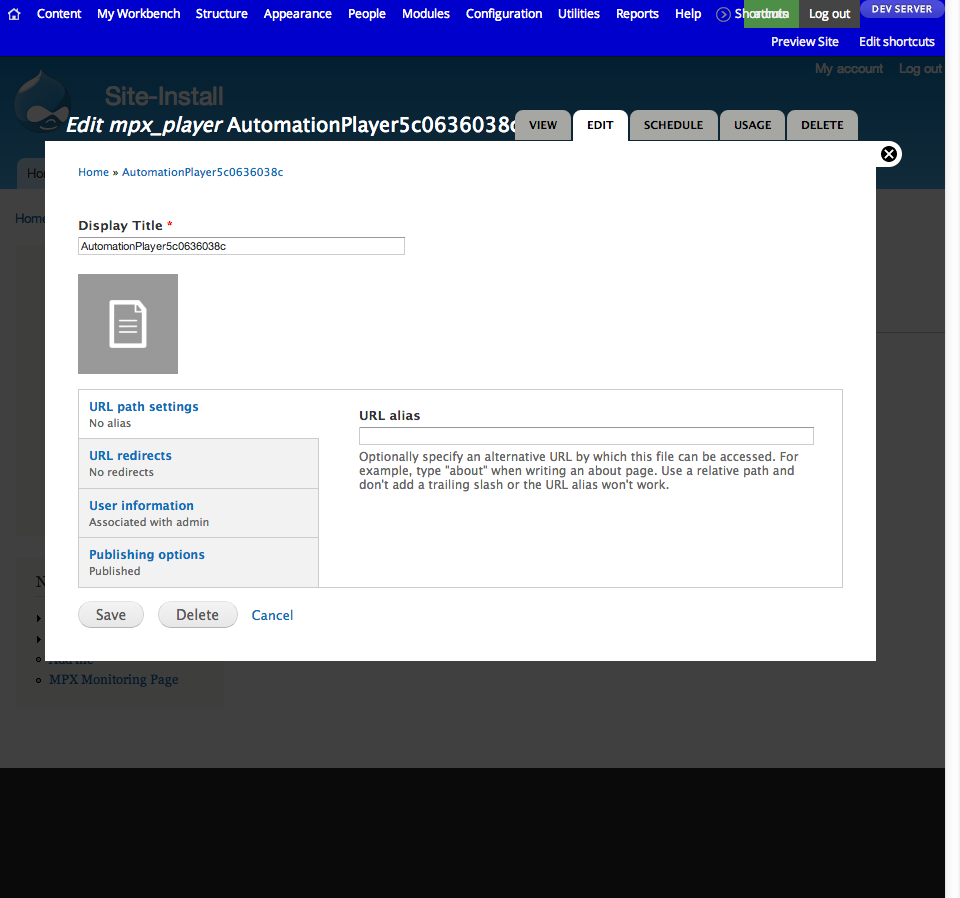 Content My Workbench Structure Appearance People Modules Configuration Utilities Reports Help Shortcuts Log out DEV SERVER
Preview Site Edit shortcuts
My account Log out
Site-Install
Edit mpx_player AutomationPlayer5c0636038c VIEW EDIT SCHEDULE USAGE DELETE
Home » AutomationPlayer5c0636038c
Home
Display Title *
AutomationPlayer5c0636038c
URL path settings
No alias
URL redirects
No redirects
User information
Associated with admin
Publishing options
Published
URL alias
Optionally specify an alternative URL by which this file can be accessed. For
example, type "about" when writing an about page. Use a relative path and
don't add a trailing slash or the URL alias won't work.
Save Delete Cancel
MPX Monitoring Page